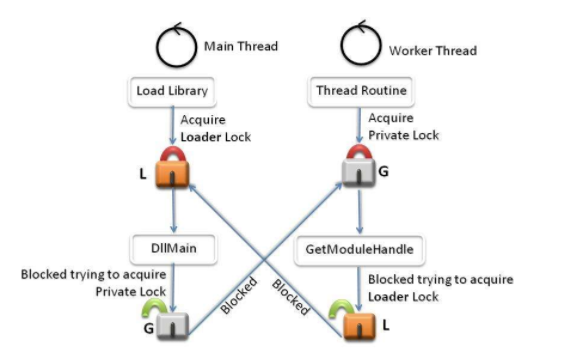 Main Thread
Worker Thread
Load Library
Thread Routine
Acquire
Loader Lock
Acquire
Private Lock
L
G
DllMain
GetModuleHandle
Blocked trying to acquire
Private Lock
Blocked
Blocked
Blocked trying to acquire
Loader Lock
G
L